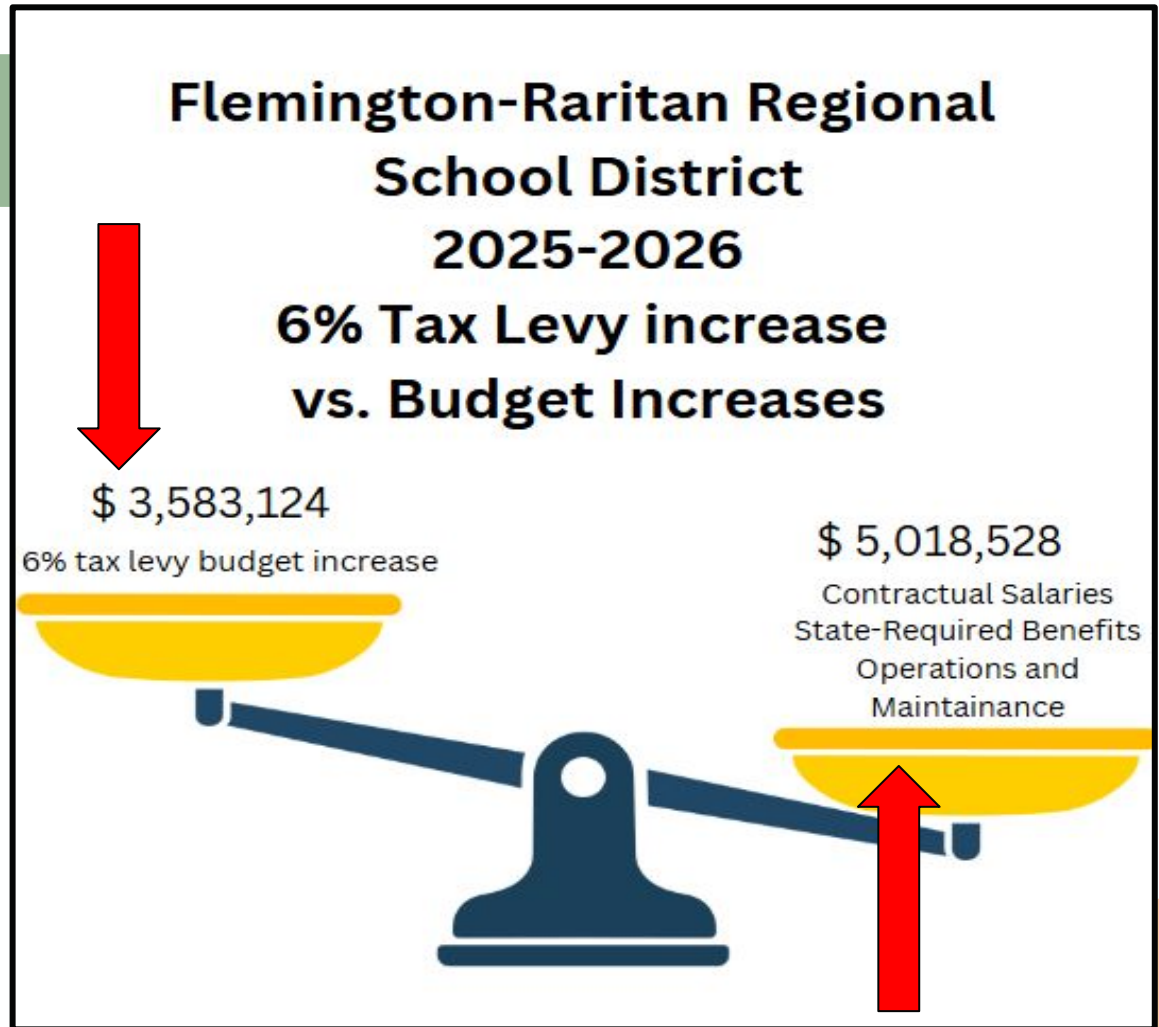 Flemington-Raritan Regional
School District
2025-2026
6% Tax Levy increase
vs. Budget Increases
$ 3,583,124
6% tax levy budget increase
$ 5,018,528
Contractual Salaries
State-Required Benefits
Operations and
Maintainance